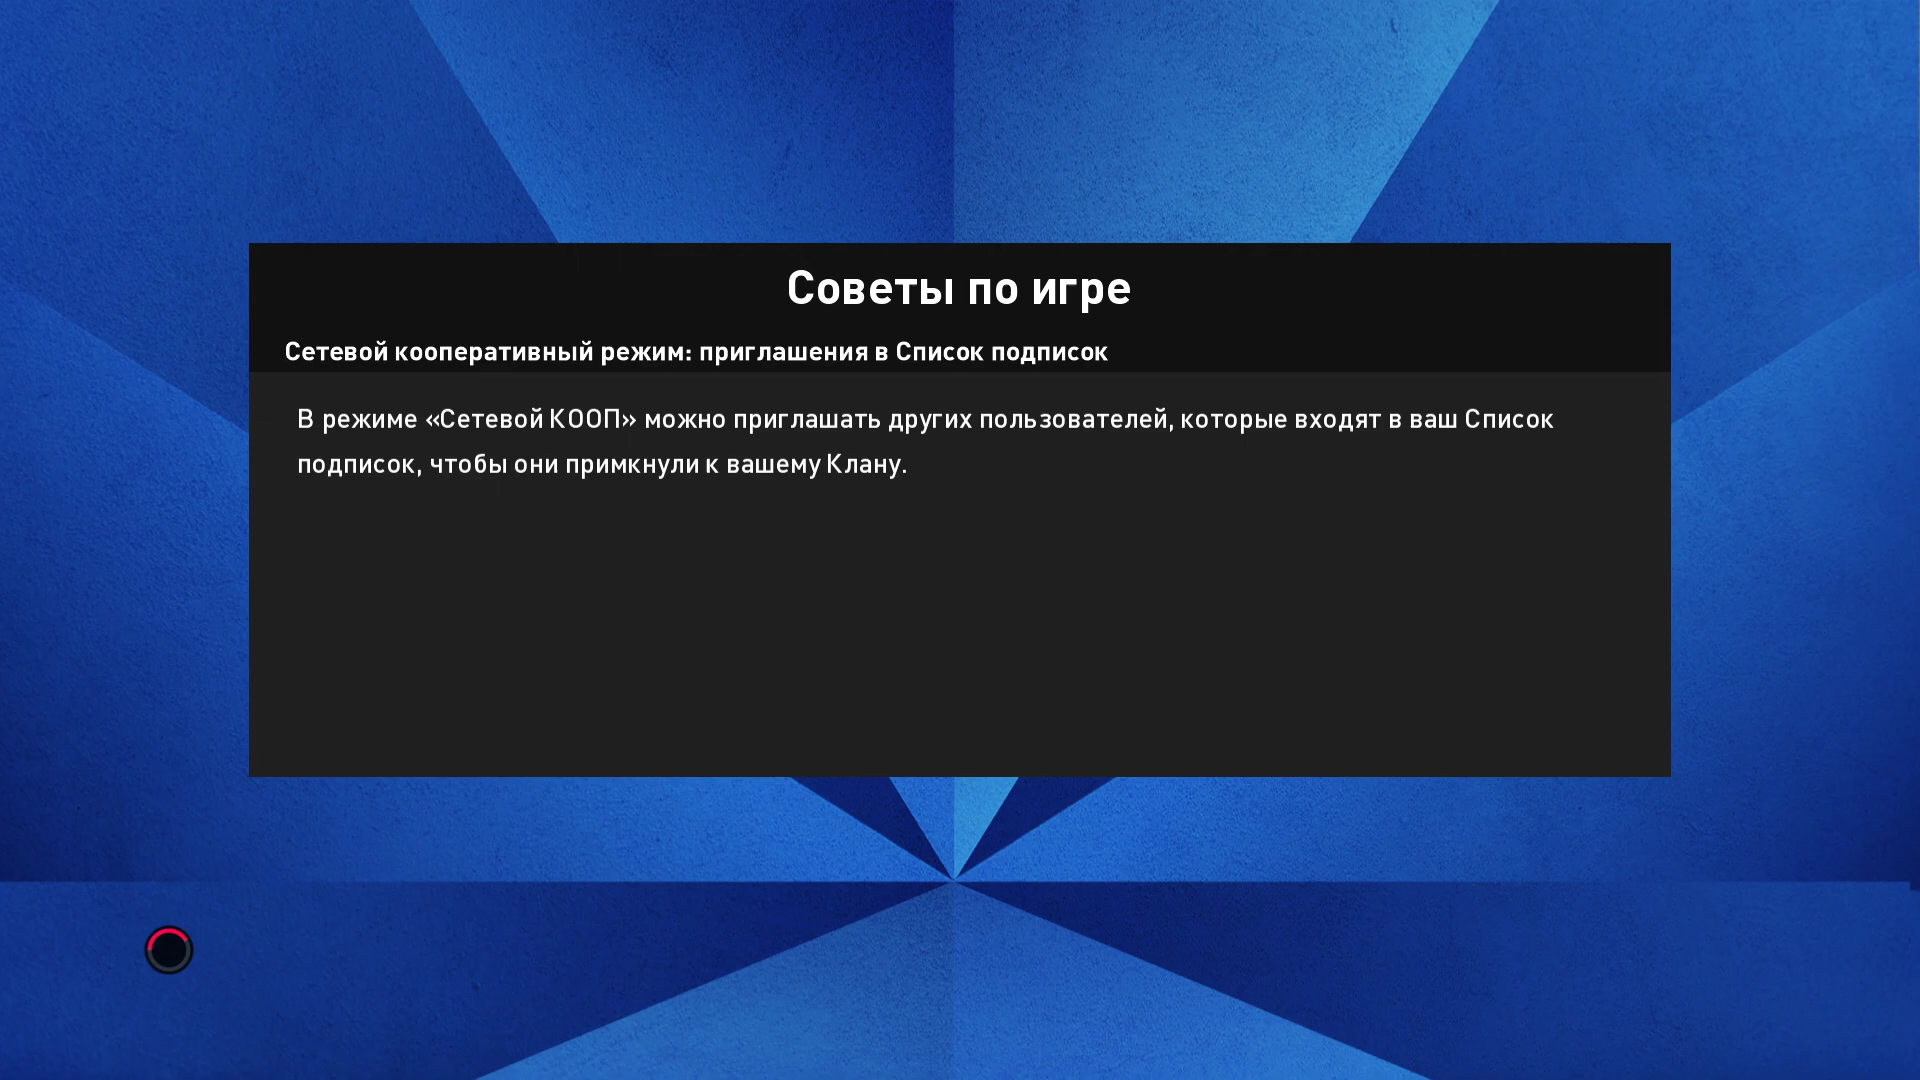 Советы по игре
Сетевой кооперативный режим: приглашения в Список подписок
В режиме «Сетевой КООП» можно приглашать других пользователей, которые входят в ваш Список
подписок, чтобы они примкнули к вашему Клану.